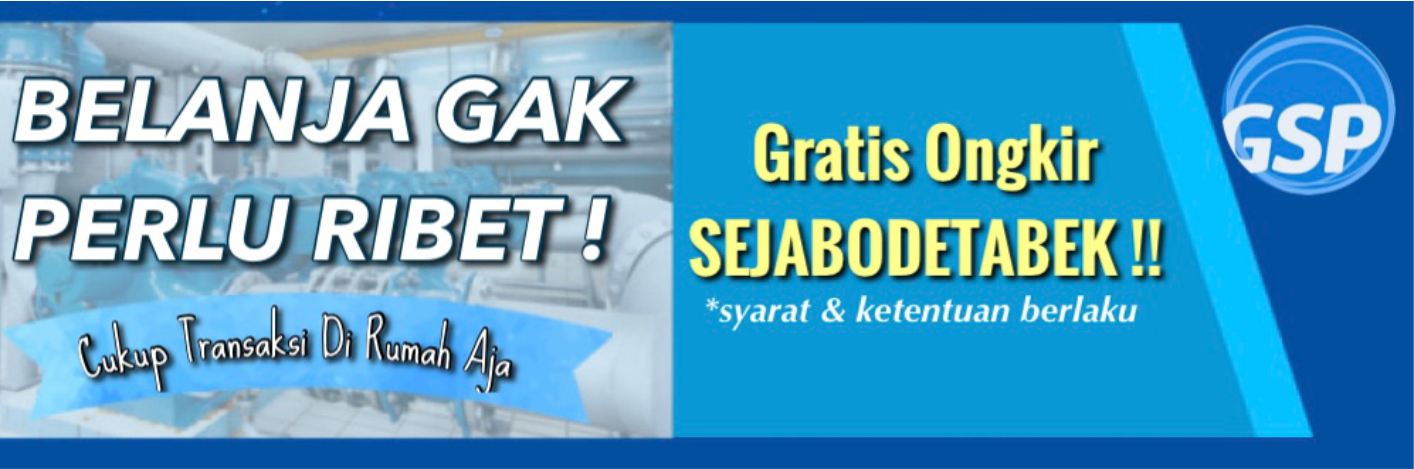 BELANJA GAK
PERLU RIBET !
Cukup Transaksi Di Rumah Aja
Gratis Ongkir
SEJABODETABEK !!
*syarat & ketentuan berlaku
GSP